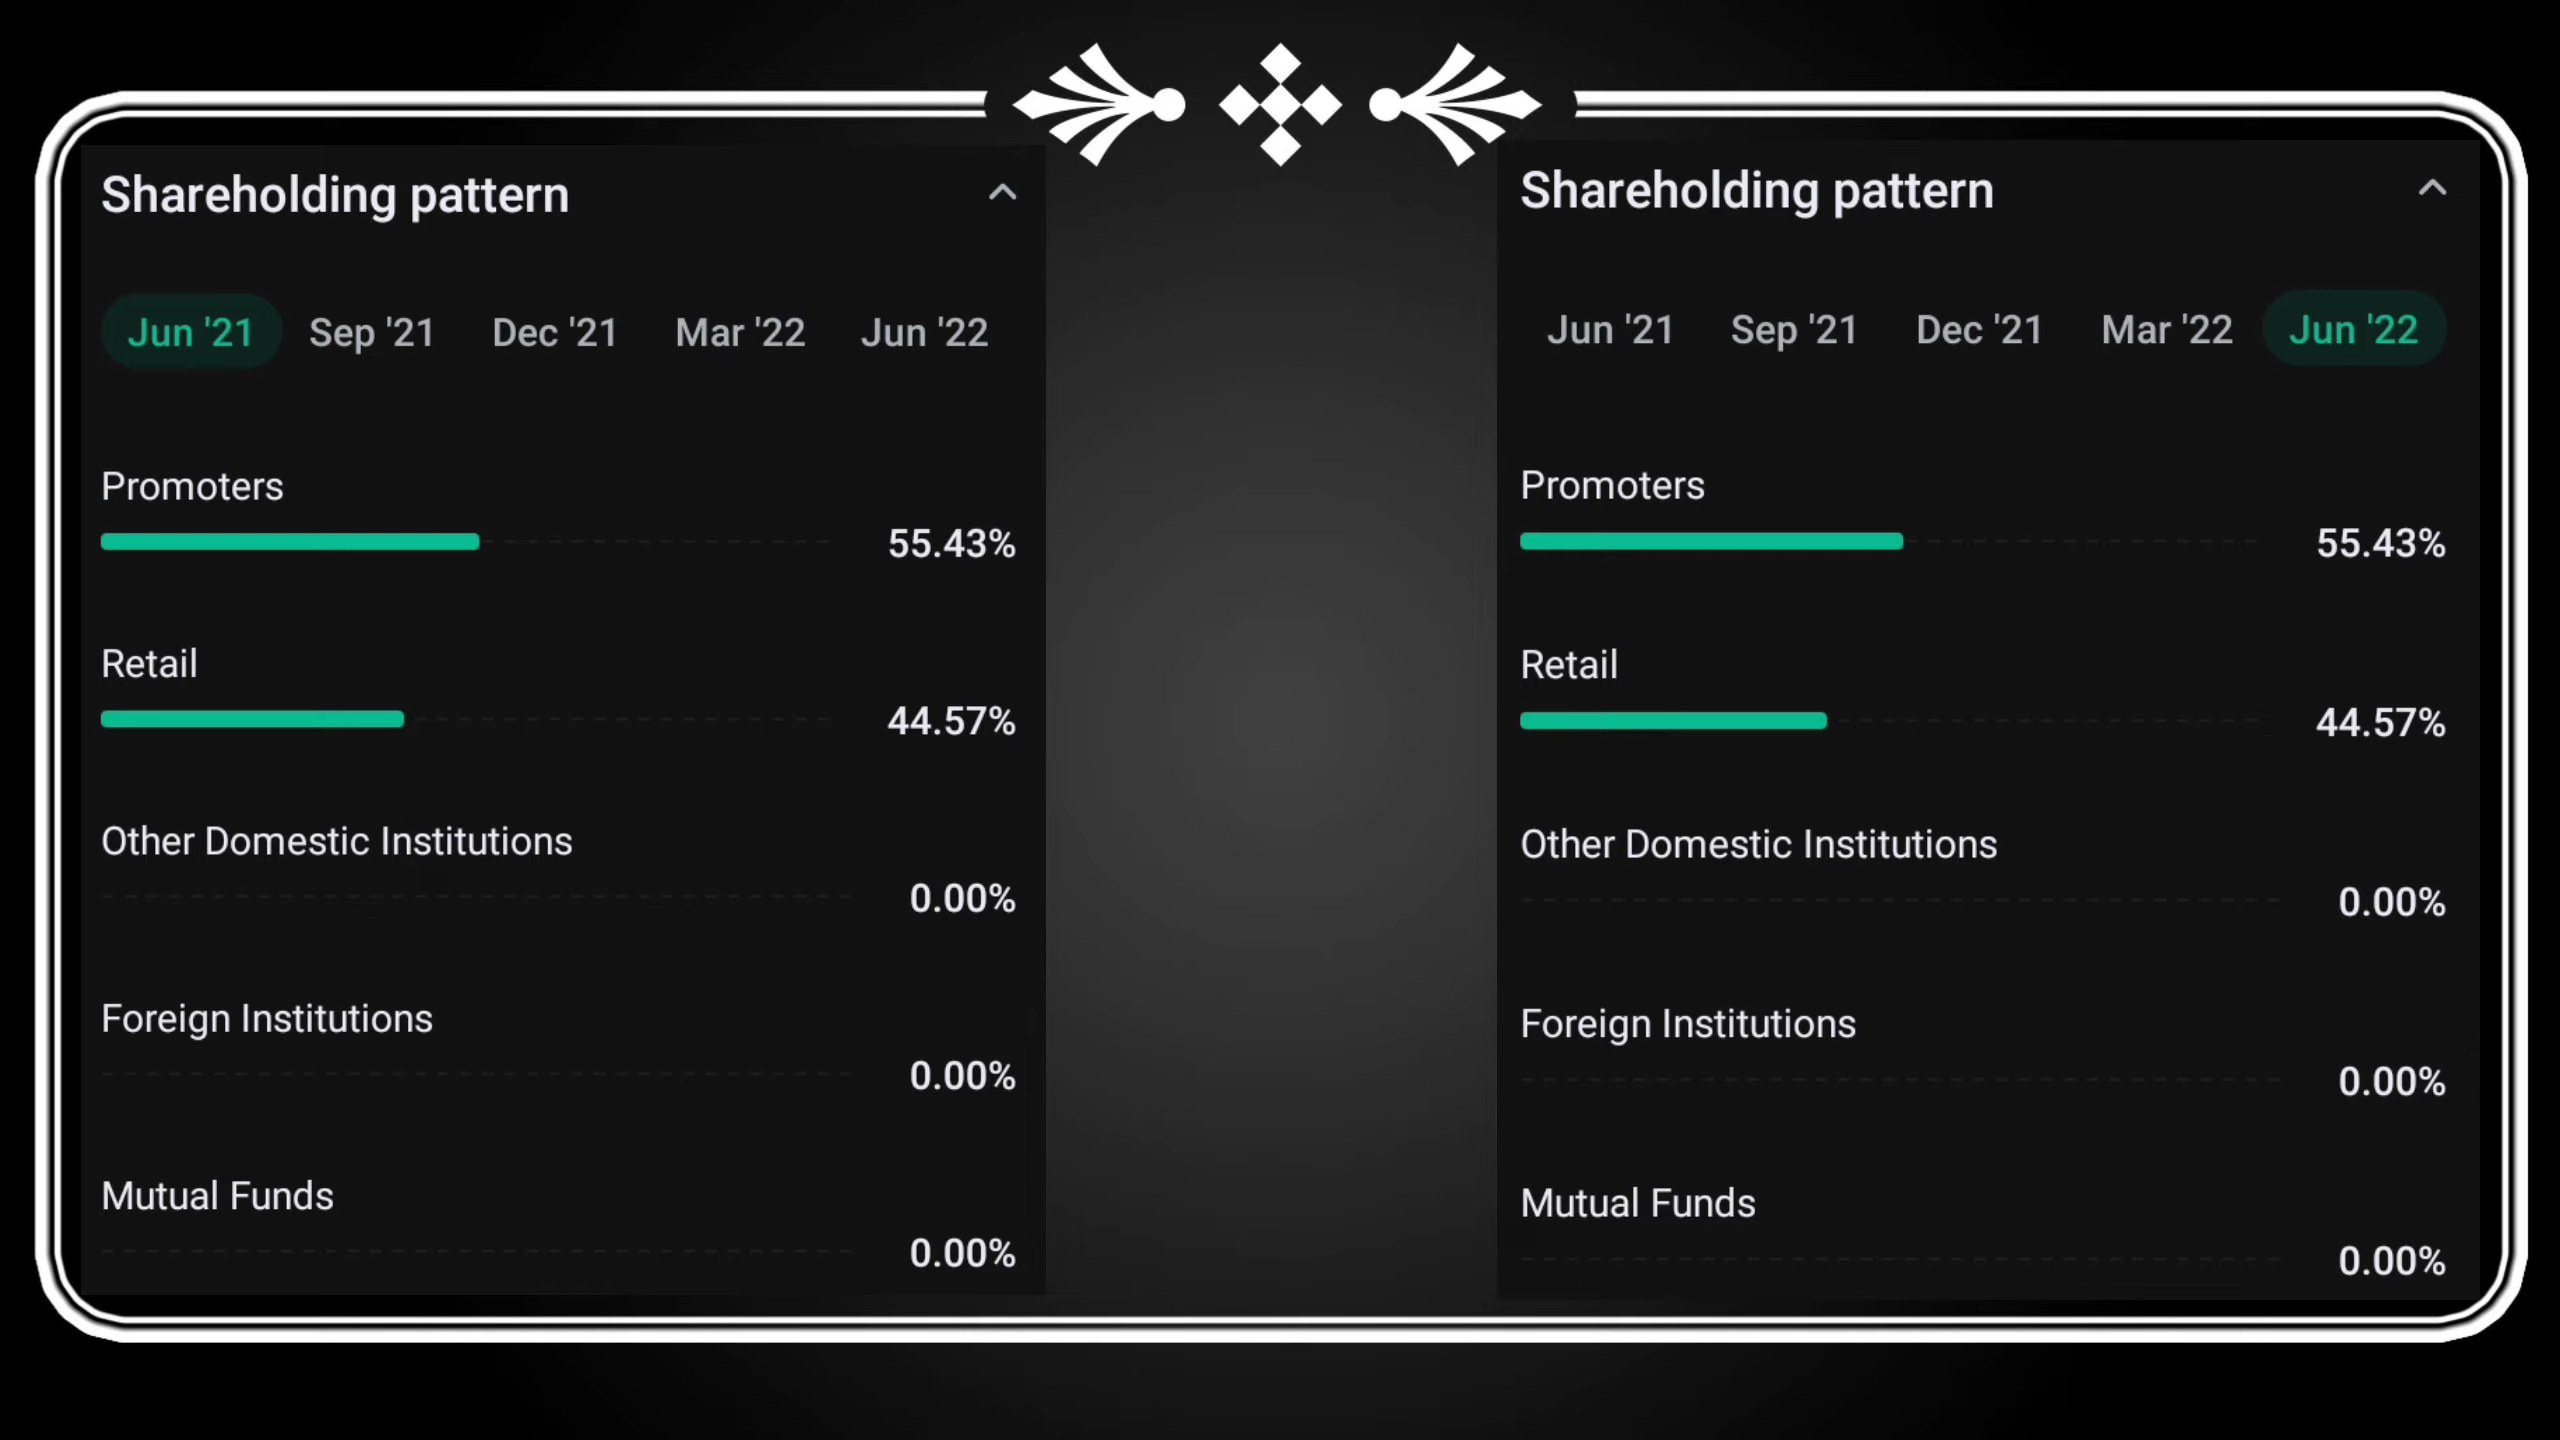 Shareholding pattern
Jun '21 Sep '21 Dec '21 Mar '22 Jun '22
Promoters
55.43%
Retail
44.57%
Other Domestic Institutions
0.00%
Foreign Institutions
0.00%
Mutual Funds
0.00%
Shareholding pattern
Jun '21 Sep '21 Dec '21 Mar '22 Jun '22
Promoters
55.43%
Retail
44.57%
Other Domestic Institutions
0.00%
Foreign Institutions
0.00%
Mutual Funds
0.00%